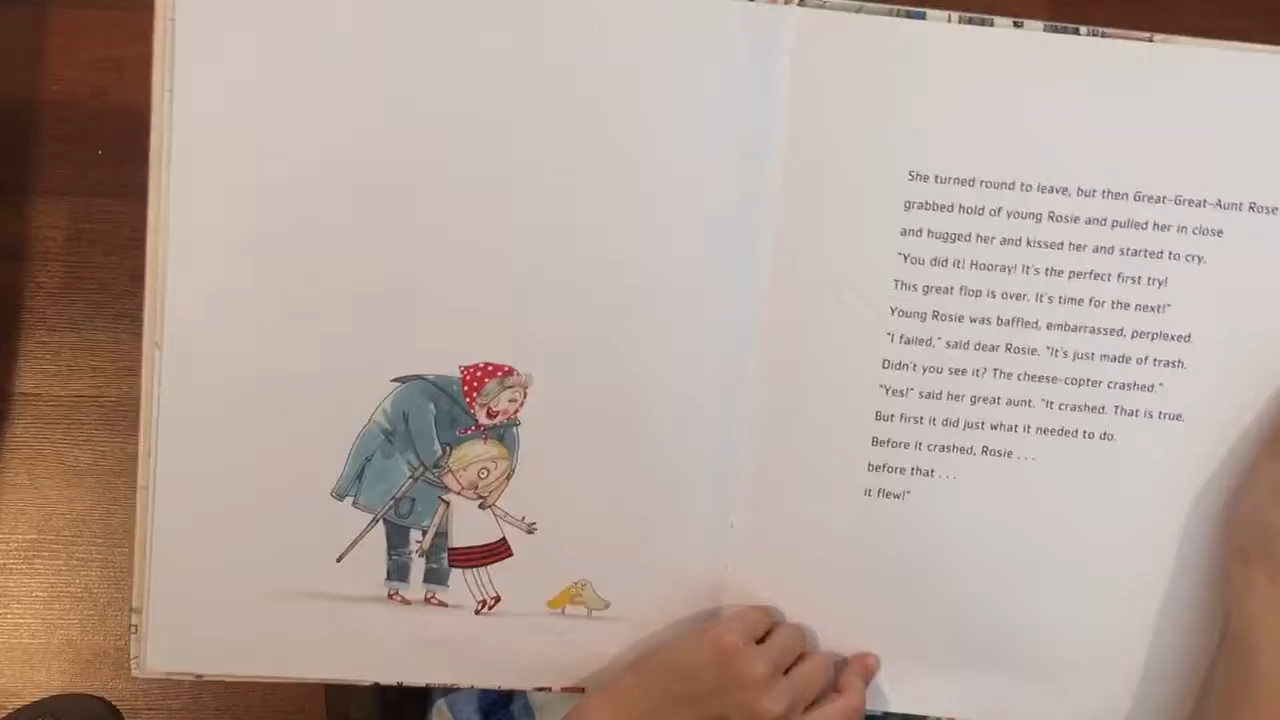 She turned round to leave, but then Great-Great-Aunt Rose
grabbed hold of young Rosie and pulled her in close
and hugged her and kissed her and started to cry.
"You did it! Hooray! It's the perfect first try!
This great flop is over. It's time for the next!"
Young Rosie was baffled, embarrassed, perplexed.
"I failed," said dear Rosie. "It's just made of trash.
Didn't you see it? The cheese-copter crashed."
"Yes!" said her great aunt. "It crashed. That is true.
But first it did just what it needed to do.
Before it crashed, Rosie . . .
before that . . .
it flew!"